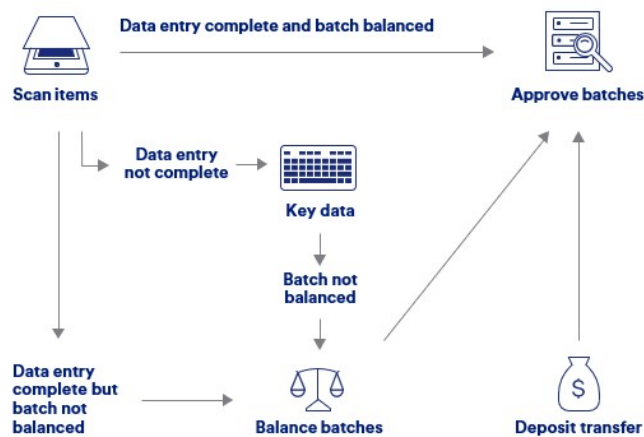 Data entry complete and batch balanced
Scan items
Approve batches
Data entry
not complete
Key data
Batch not
balanced
Data entry
complete but
batch not
balanced
Balance batches
$
Deposit transfer